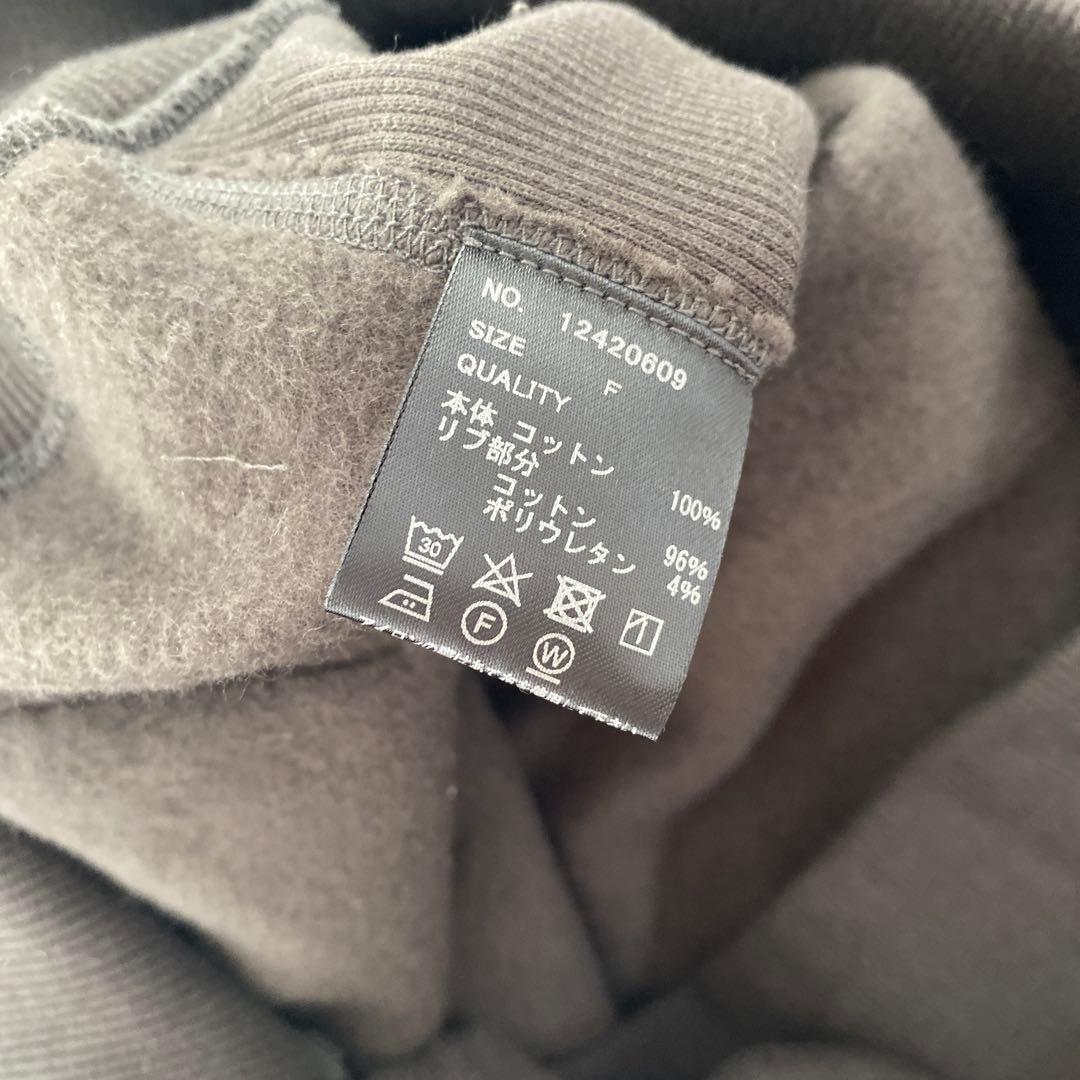 NO. 12420609
SIZE F
QUALITY
本体 コットン 100%
リブ部分
コットン 96%
ポリウレタン 4%
30
F
W